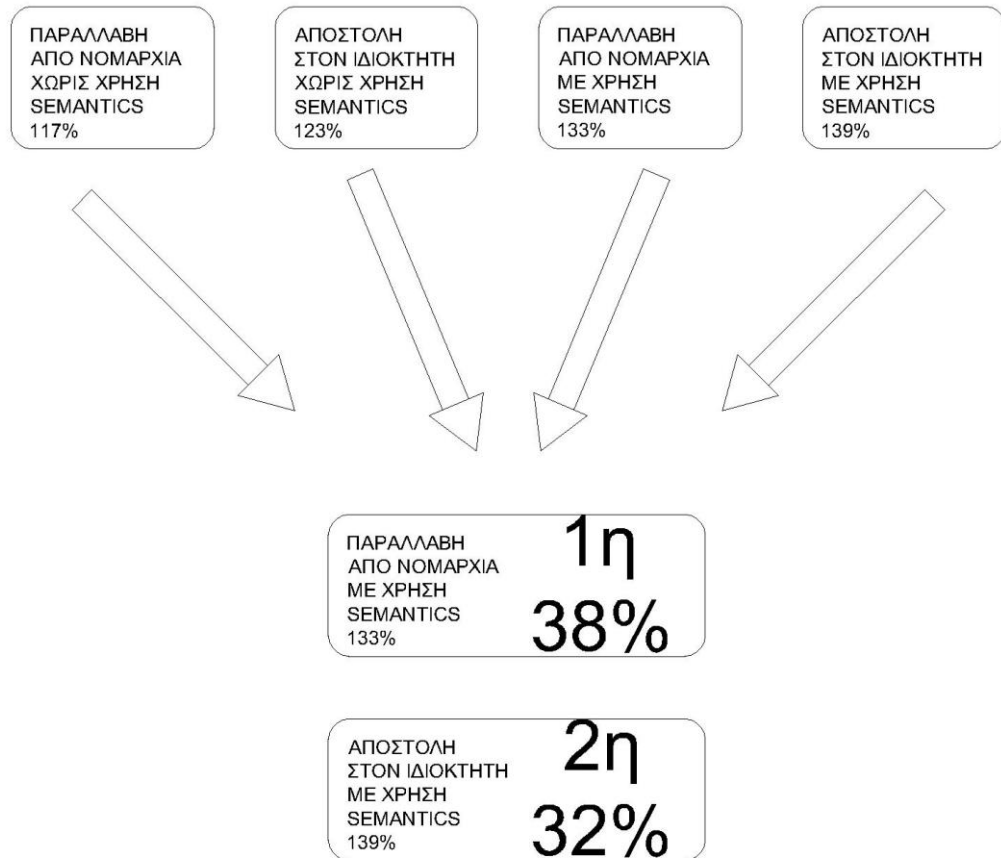 ΠΑΡΑΛΛΑΒΗ
ΑΠΟ ΝΟΜΑΡΧΙΑ
ΧΩΡΙΣ ΧΡΗΣΗ
SEMANTICS
117%
ΑΠΟΣΤΟΛΗ
ΣΤΟΝ ΙΔΙΟΚΤΗΤΗ
ΧΩΡΙΣ ΧΡΗΣΗ
SEMANTICS
123%
ΠΑΡΑΛΛΑΒΗ
ΑΠΟ ΝΟΜΑΡΧΙΑ
ΜΕ ΧΡΗΣΗ
SEMANTICS
133%
ΑΠΟΣΤΟΛΗ
ΣΤΟΝ ΙΔΙΟΚΤΗΤΗ
ΜΕ ΧΡΗΣΗ
SEMANTICS
139%
ΠΑΡΑΛΛΑΒΗ
ΑΠΟ ΝΟΜΑΡΧΙΑ
ΜΕ ΧΡΗΣΗ
SEMANTICS
133%
1η
38%
ΑΠΟΣΤΟΛΗ
ΣΤΟΝ ΙΔΙΟΚΤΗΤΗ
ΜΕ ΧΡΗΣΗ
SEMANTICS
139%
2η
32%